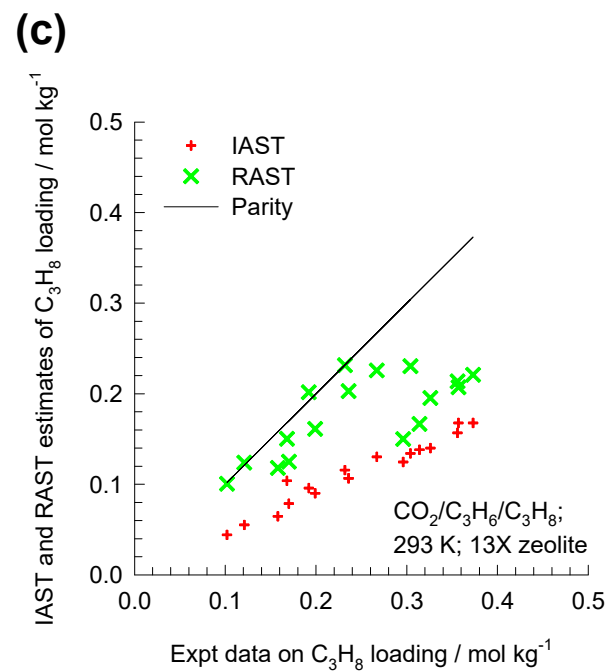 (c)
IAST and RAST estimates of C₃H₈ loading / mol kg⁻¹
0.5
0.4
0.3
0.2
0.1
0.0
IAST
RAST
Parity
CO₂/C₃H₆/C₃H₈;
293 K; 13X zeolite
0.0 0.1 0.2 0.3 0.4 0.5
Expt data on C₃H₈ loading / mol kg⁻¹